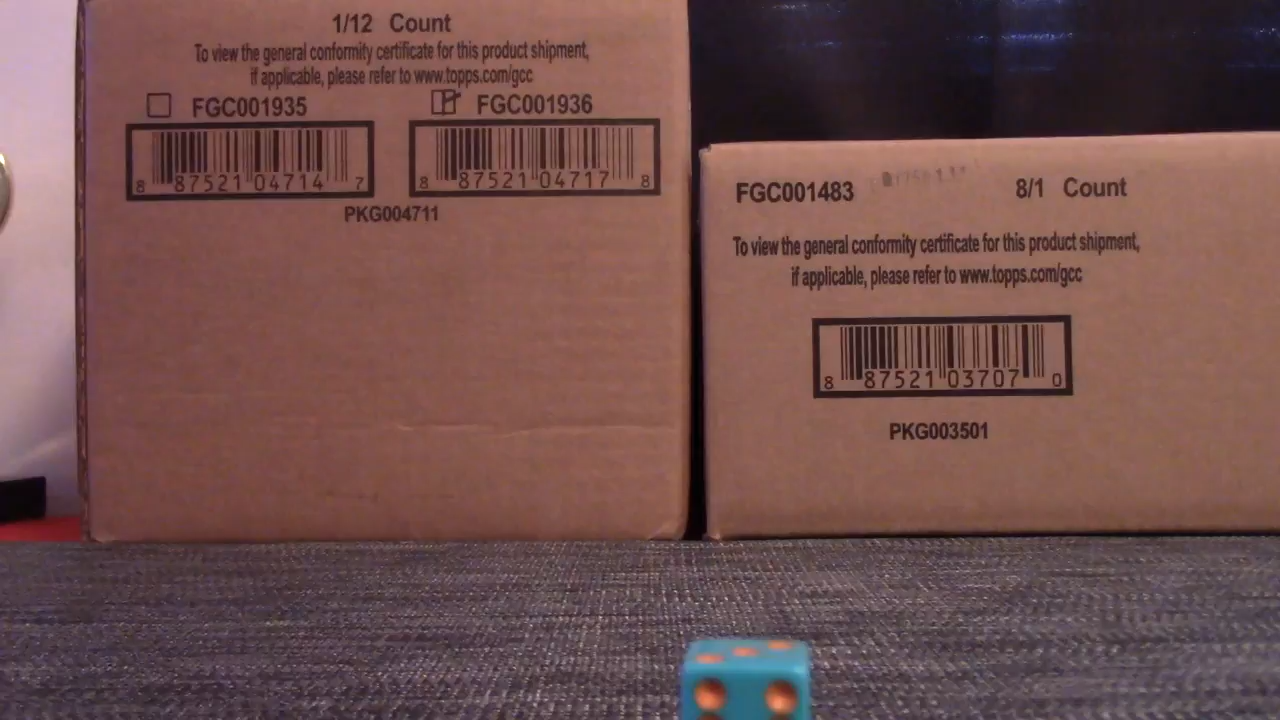 1/12 Count
To view the general conformity certificate for this product shipment,
if applicable, please refer to www.topps.com/gcc
FGC001935 FGC001936
8 87521 04714 7
8 87521 04717 8
PKG004711
FGC001483 8/1 Count
To view the general conformity certificate for this product shipment,
if applicable, please refer to www.topps.com/gcc
8 87521 03707 0
PKG003501